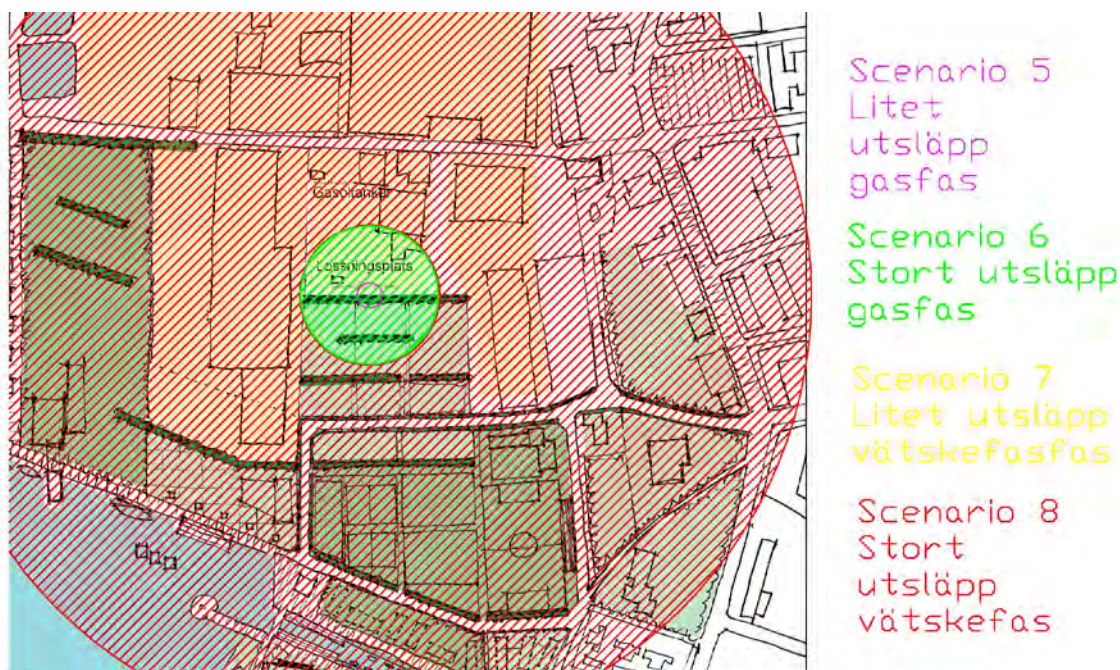 Gasoltankar
Lossningsplats
Scenario 5
Litet
utsläpp
gasfas
Scenario 6
Stort utsläpp
gasfas
Scenario 7
Litet utsläpp
vätskefasfas
Scenario 8
Stort
utsläpp
vätskefas